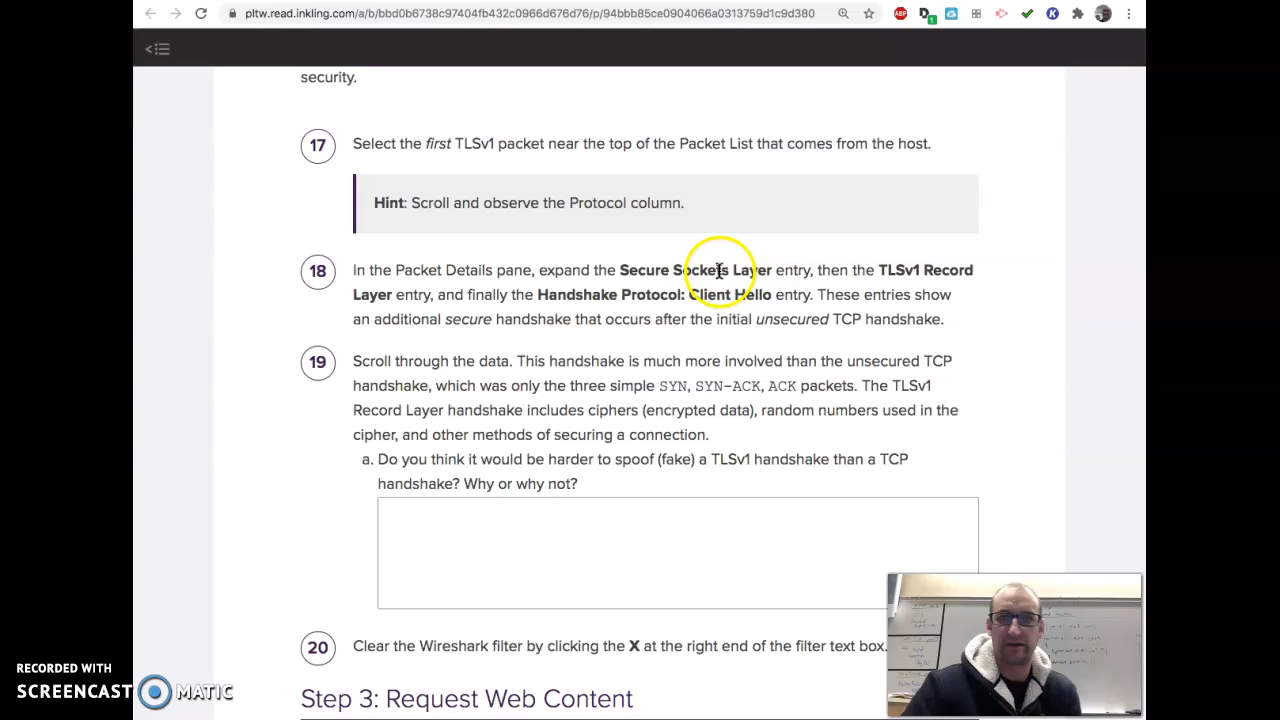 pltw.read.inkling.com/a/b/bbd0b6738c97404fb432c0966d676d76/p/94bbb85ce0904066a0313759d1c9d380
ABP
D
1
K
security.
17
Select the first TLSv1 packet near the top of the Packet List that comes from the host.
Hint: Scroll and observe the Protocol column.
18
In the Packet Details pane, expand the Secure Sockets Layer entry, then the TLSv1 Record
Layer entry, and finally the Handshake Protocol: Client Hello entry. These entries show
an additional secure handshake that occurs after the initial unsecured TCP handshake.
19
Scroll through the data. This handshake is much more involved than the unsecured TCP
handshake, which was only the three simple SYN, SYN-ACK, ACK packets. The TLSv1
Record Layer handshake includes ciphers (encrypted data), random numbers used in the
cipher, and other methods of securing a connection.
a. Do you think it would be harder to spoof (fake) a TLSv1 handshake than a TCP
handshake? Why or why not?
20
Clear the Wireshark filter by clicking the X at the right end of the filter text box.
Step 3: Request Web Content
RECORDED WITH
SCREENCAST MATIC